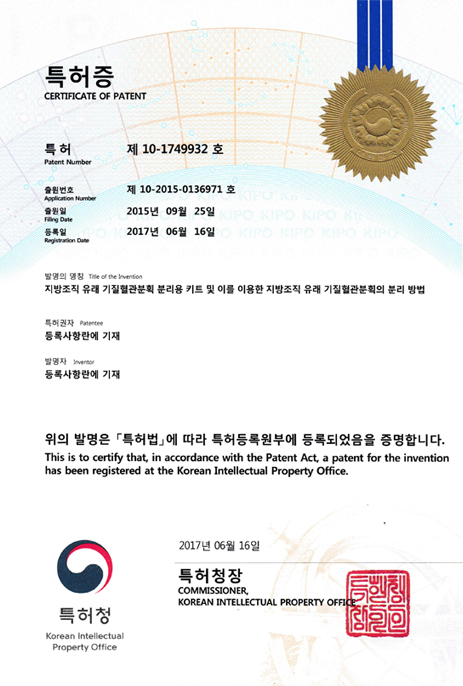 특허증
CERTIFICATE OF PATENT
특 허 제 10-1749932 호
Patent Number
출원번호 제 10-2015-0136971 호
Application Number
출원일 2015년 09월 25일
Filing Date
등록일 2017년 06월 16일
Registration Date
발명의 명칭 Title of the Invention
지방조직 유래 기질혈관분획 분리용 키트 및 이를 이용한 지방조직 유래 기질혈관분획의 분리 방법
특허권자 Patentee
등록사항란에 기재
발명자 Inventor
등록사항란에 기재
위의 발명은 「특허법」에 따라 특허등록원부에 등록되었음을 증명합니다.
This is to certify that, in accordance with the Patent Act, a patent for the invention
has been registered at the Korean Intellectual Property Office.
2017년 06월 16일
특허청장
COMMISSIONER,
KOREAN INTELLECTUAL PROPERTY OFFICE
특허청
Korean Intellectual
Property Office